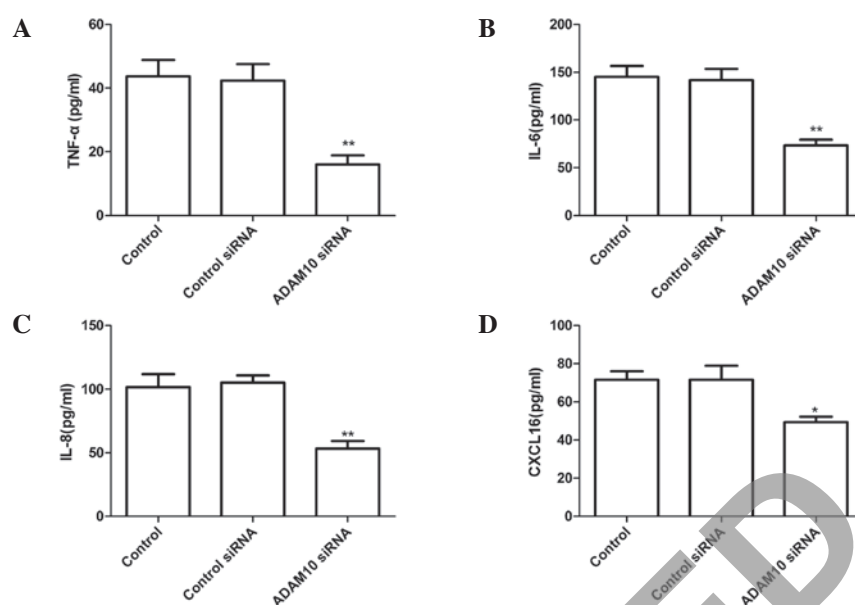 A
TNF-α (pg/ml)
60
40
20
0
**
Control
Control siRNA
ADAM10 siRNA
B
IL-6(pg/ml)
200
150
100
50
0
**
Control
Control siRNA
ADAM10 siRNA
C
IL-8(pg/ml)
150
100
50
0
**
Control
Control siRNA
ADAM10 siRNA
D
CXCL16(pg/ml)
100
80
60
40
20
0
*
Control
Control siRNA
ADAM10 siRNA